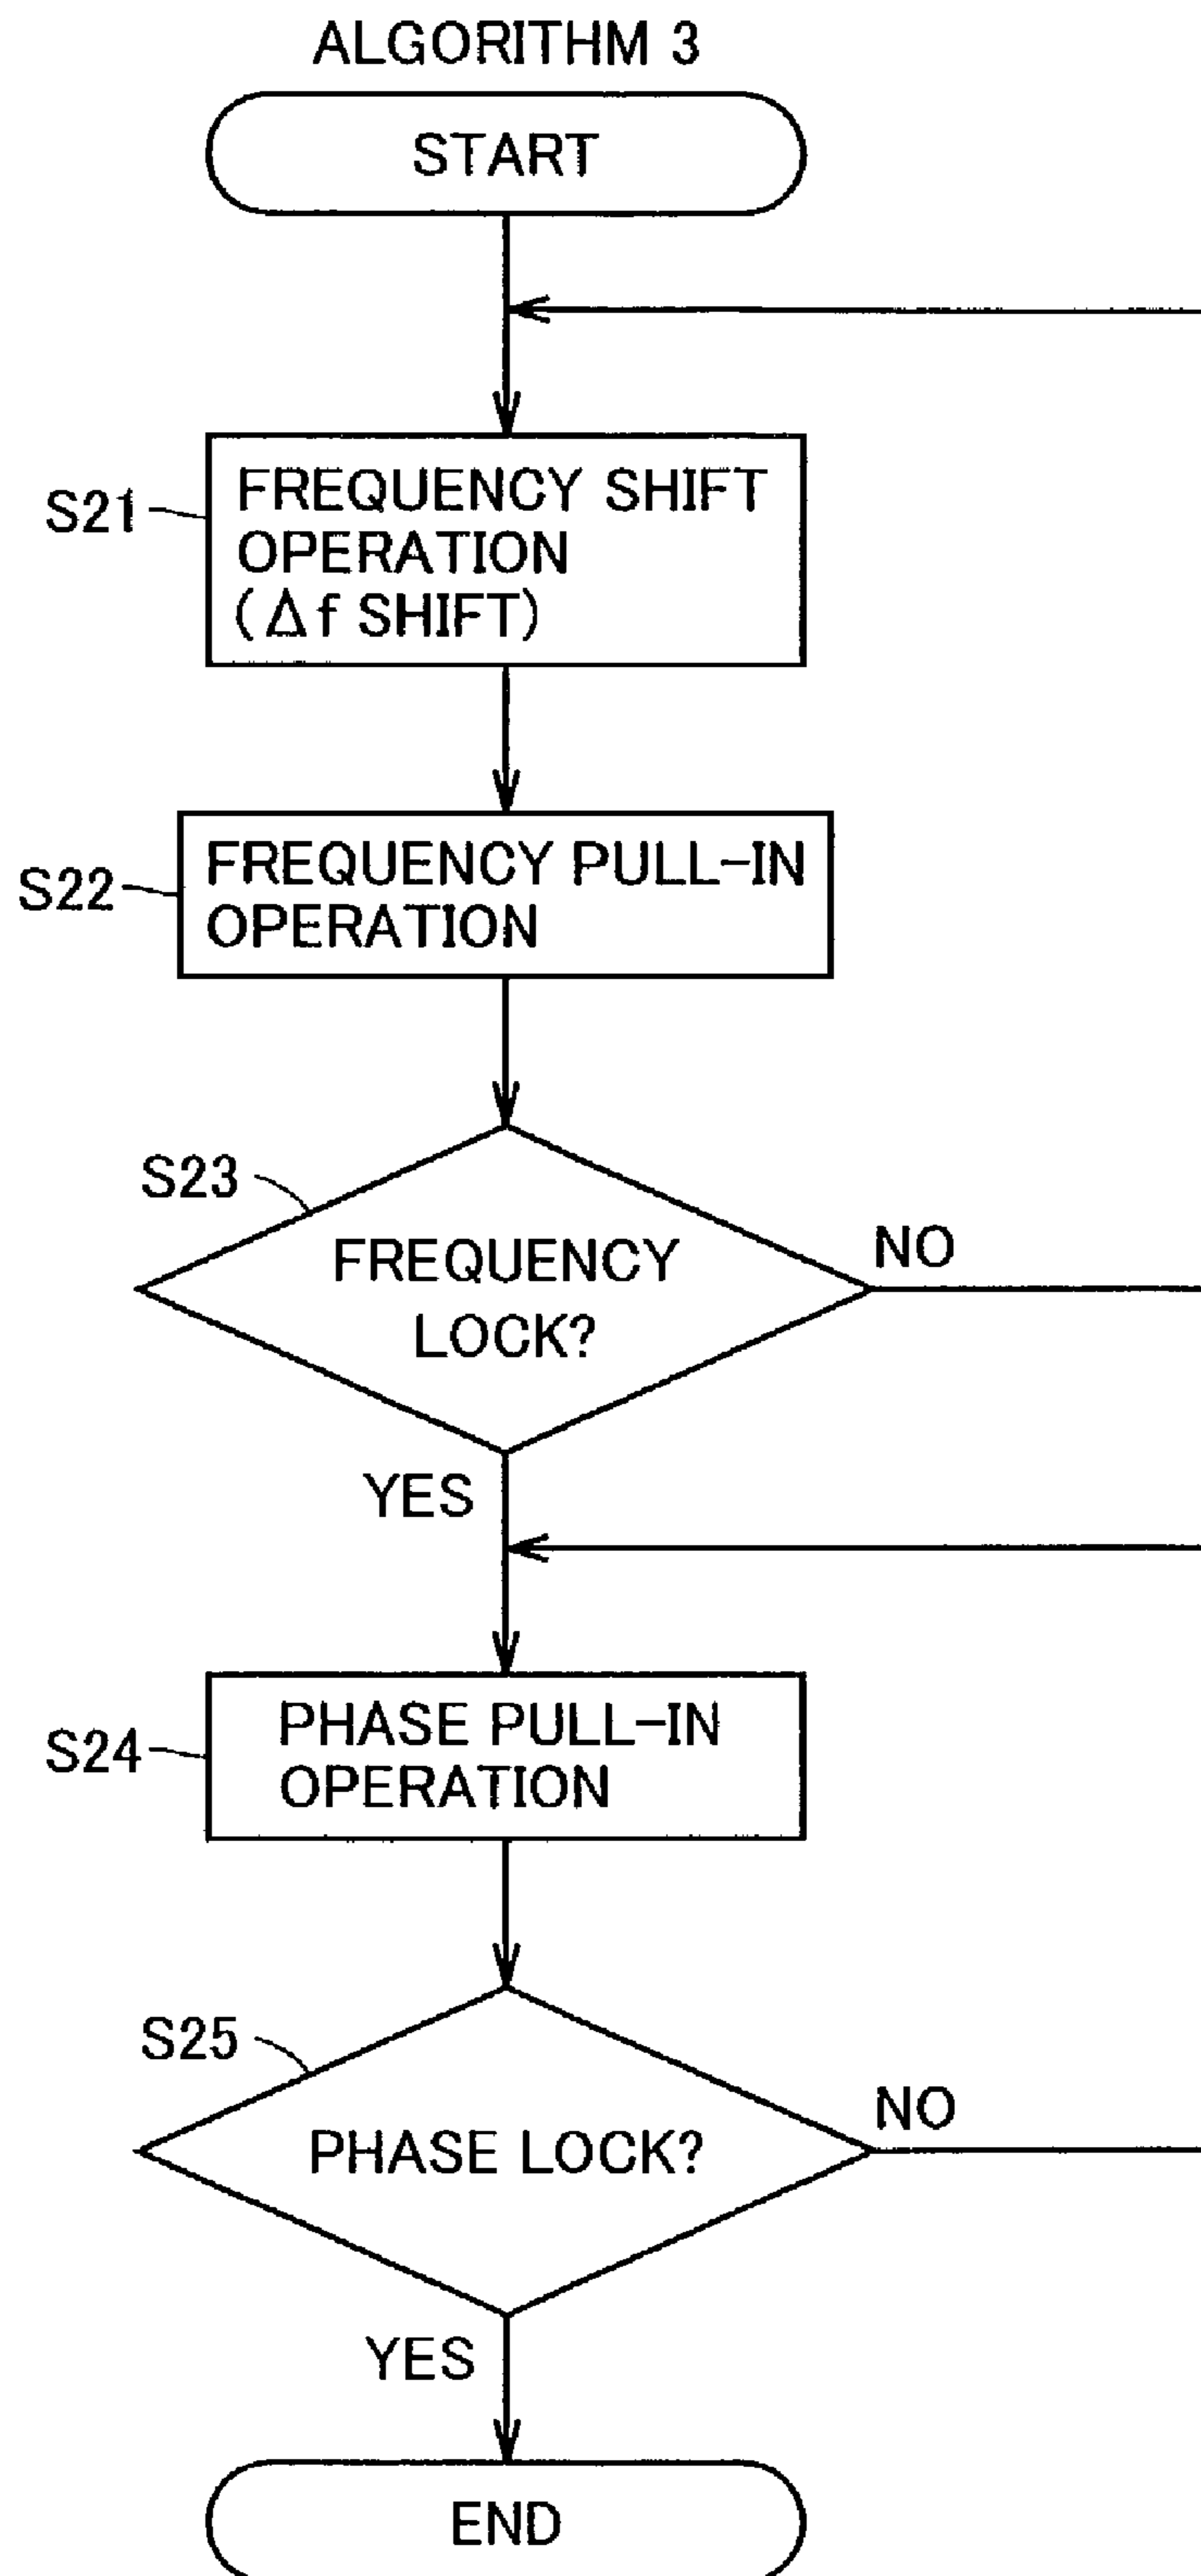 ALGORITHM 3
START
S21
FREQUENCY SHIFT
OPERATION
(Δf SHIFT)
S22
FREQUENCY PULL-IN
OPERATION
S23
FREQUENCY
LOCK?
NO
YES
S24
PHASE PULL-IN
OPERATION
S25
PHASE LOCK?
NO
YES
END